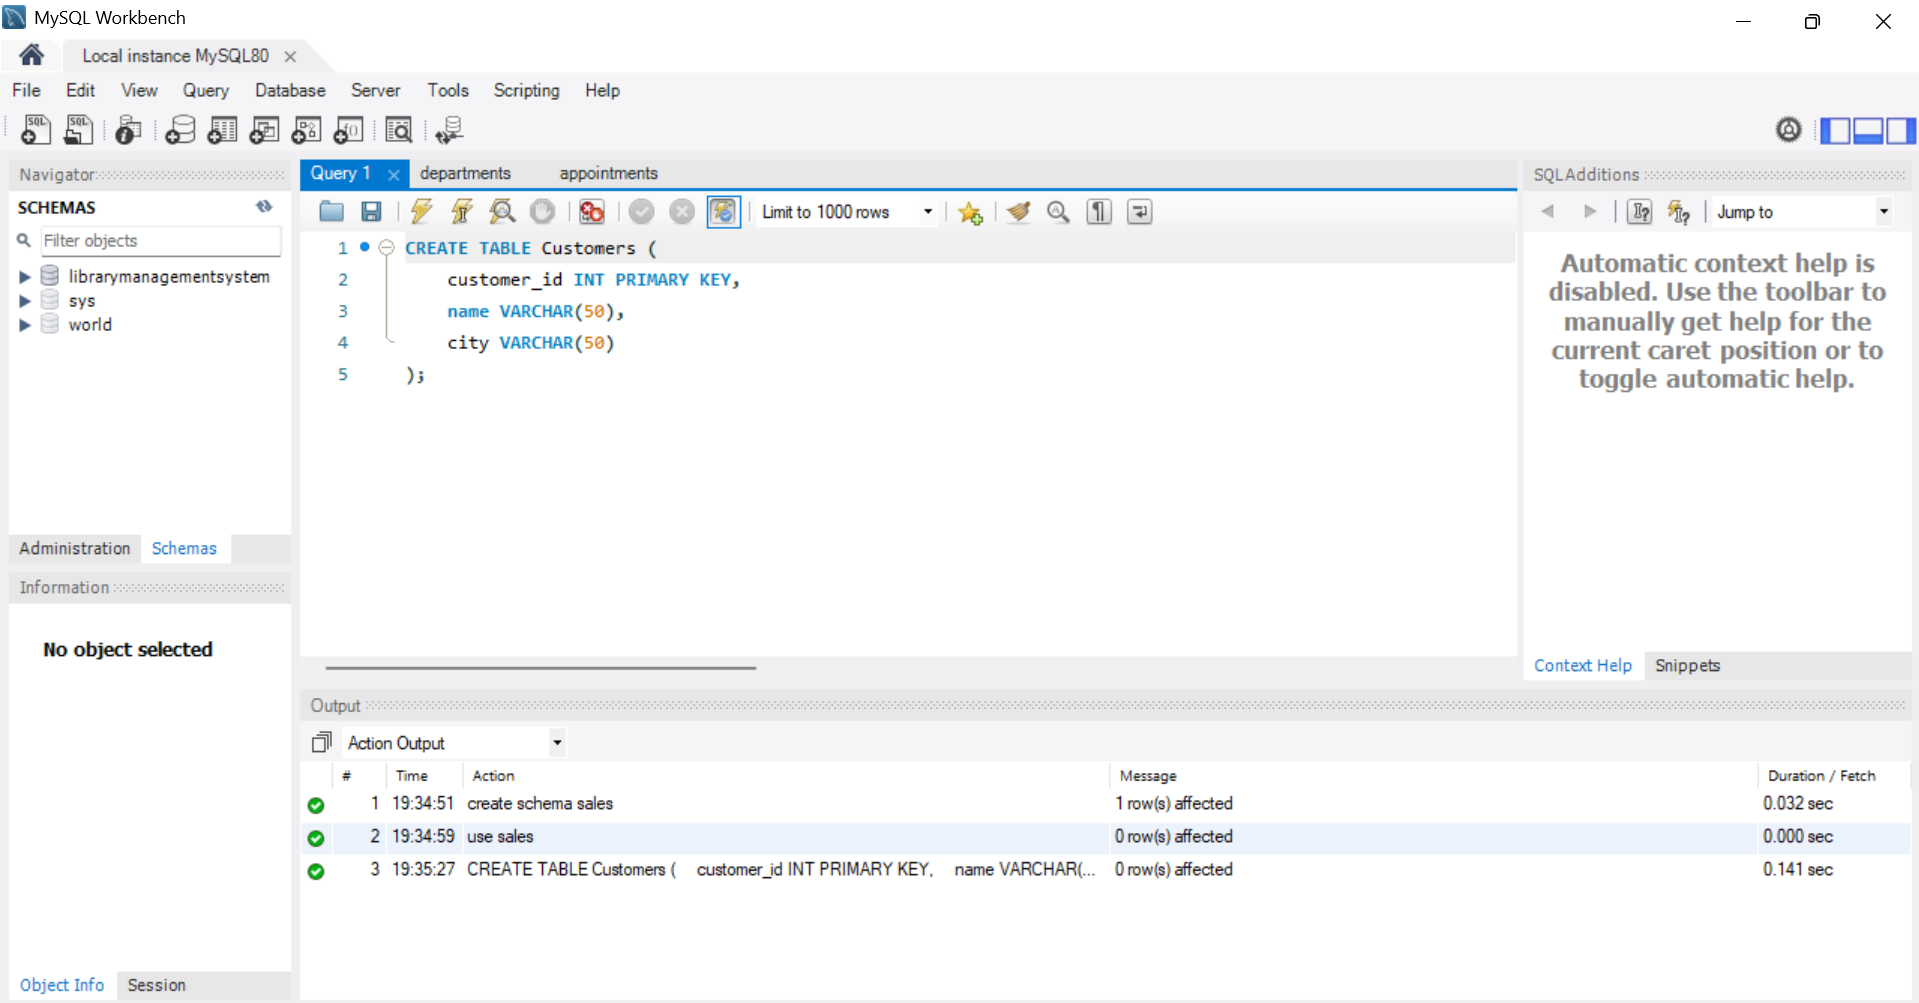 MySQL Workbench
Local instance MySQL80
File Edit View Query Database Server Tools Scripting Help
Navigator
SCHEMAS
Filter objects
librarymanagementsystem
sys
world
Administration Schemas
Information
No object selected
Object Info Session
Query 1 departments appointments
Limit to 1000 rows
1 CREATE TABLE Customers (
2 customer_id INT PRIMARY KEY,
3 name VARCHAR(50),
4 city VARCHAR(50)
5 );
SQLAdditions
Jump to
Automatic context help is
disabled. Use the toolbar to
manually get help for the
current caret position or to
toggle automatic help.
Context Help Snippets
Output
Action Output
# Time Action Message Duration / Fetch
1 19:34:51 create schema sales 1 row(s) affected 0.032 sec
2 19:34:59 use sales 0 row(s) affected 0.000 sec
3 19:35:27 CREATE TABLE Customers ( customer_id INT PRIMARY KEY, name VARCHAR(... 0 row(s) affected 0.141 sec